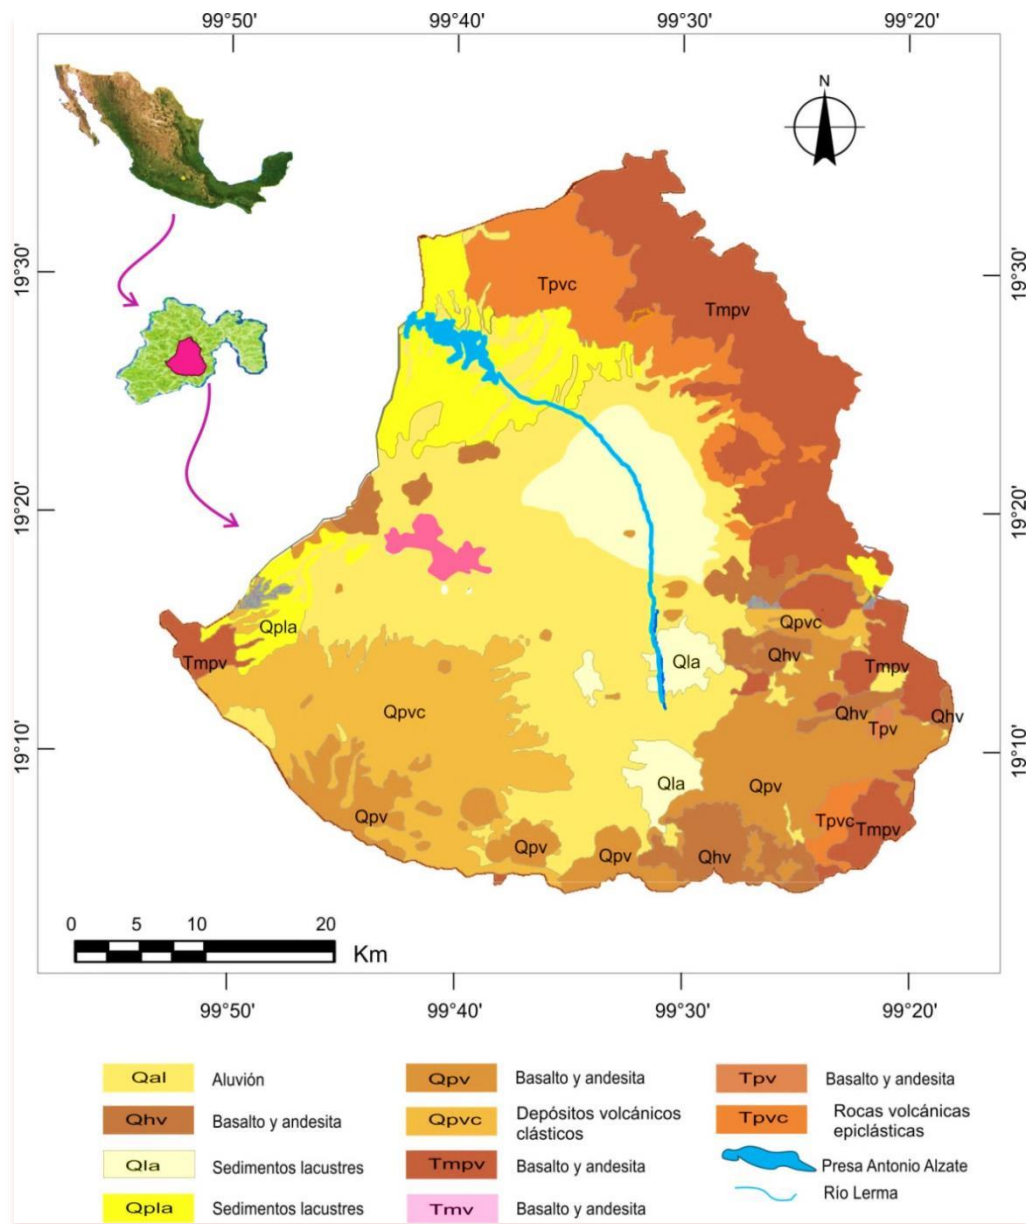 99°50' 99°40' 99°30' 99°20'
N
19°30' 19°30'
Tpvc
Tmpv
19°20' 19°20'
Qpla
Qpvc
Tmpv
Qla
Qhv
Tmpv
Qpvc
Qhv
Qhv
Tpv
19°10' 19°10'
Qla
Qpv
Qpv
Tpvc
Tmpv
Qpv
Qpv
Qhv
0 5 10 20
Km
99°50' 99°40' 99°30' 99°20'
Qal Aluvión
Qhv Basalto y andesita
Qla Sedimentos lacustres
Qpla Sedimentos lacustres
Qpv Basalto y andesita
Qpvc Depósitos volcánicos
clásticos
Tmpv Basalto y andesita
Tmv Basalto y andesita
Tpv Basalto y andesita
Tpvc Rocas volcánicas
epiclásticas
Presa Antonio Alzate
Río Lerma